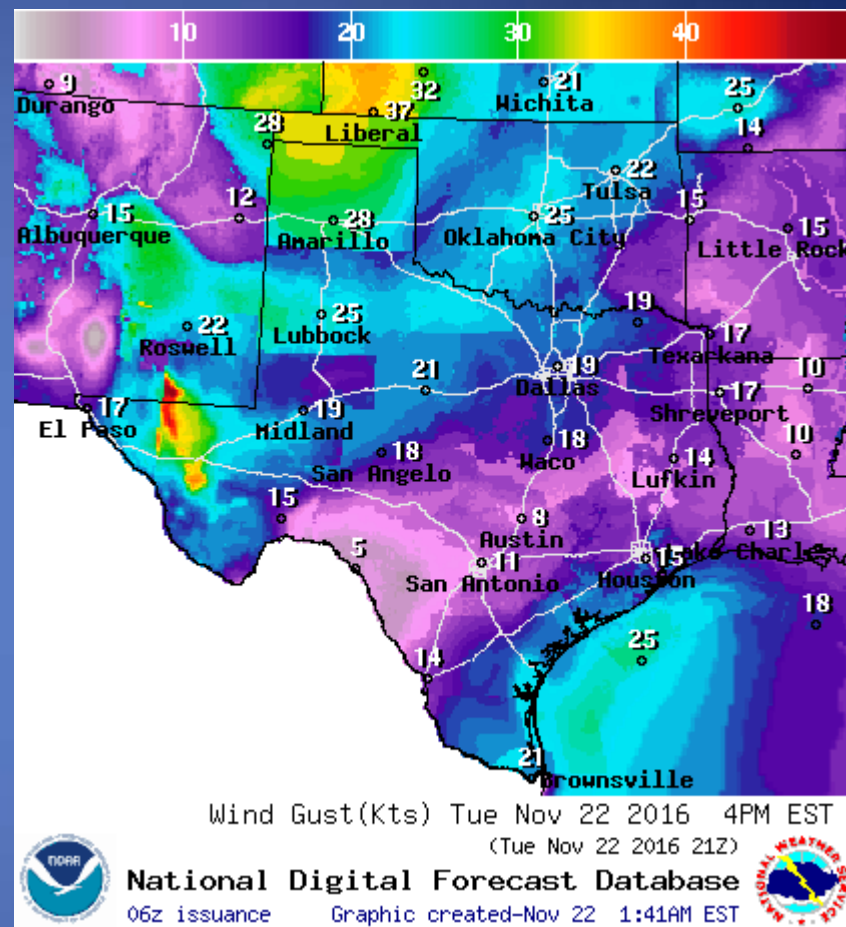 10 20 30 40
9
Durango
32
21
Wichita
25
37
Liberal
28
14
22
Tulsa
15
Albuquerque
12
28
Amarillo
25
Oklahoma City
15
15
Little Rock
22
Roswell
25
Lubbock
19
17
Texarkana
19
Dallas
21
17
Shreveport
10
17
El Paso
19
Midland
18
San Angelo
18
Waco
14
Lufkin
10
15
8
Austin
13
5
11
San Antonio
15
Houston
18
25
14
21
Brownsville
Wind Gust(Kts) Tue Nov 22 2016 4PM EST
(Tue Nov 22 2016 21Z)
NOAA
National Digital Forecast Database
06z issuance Graphic created-Nov 22 1:41AM EST
NATIONAL WEATHER SERVICE